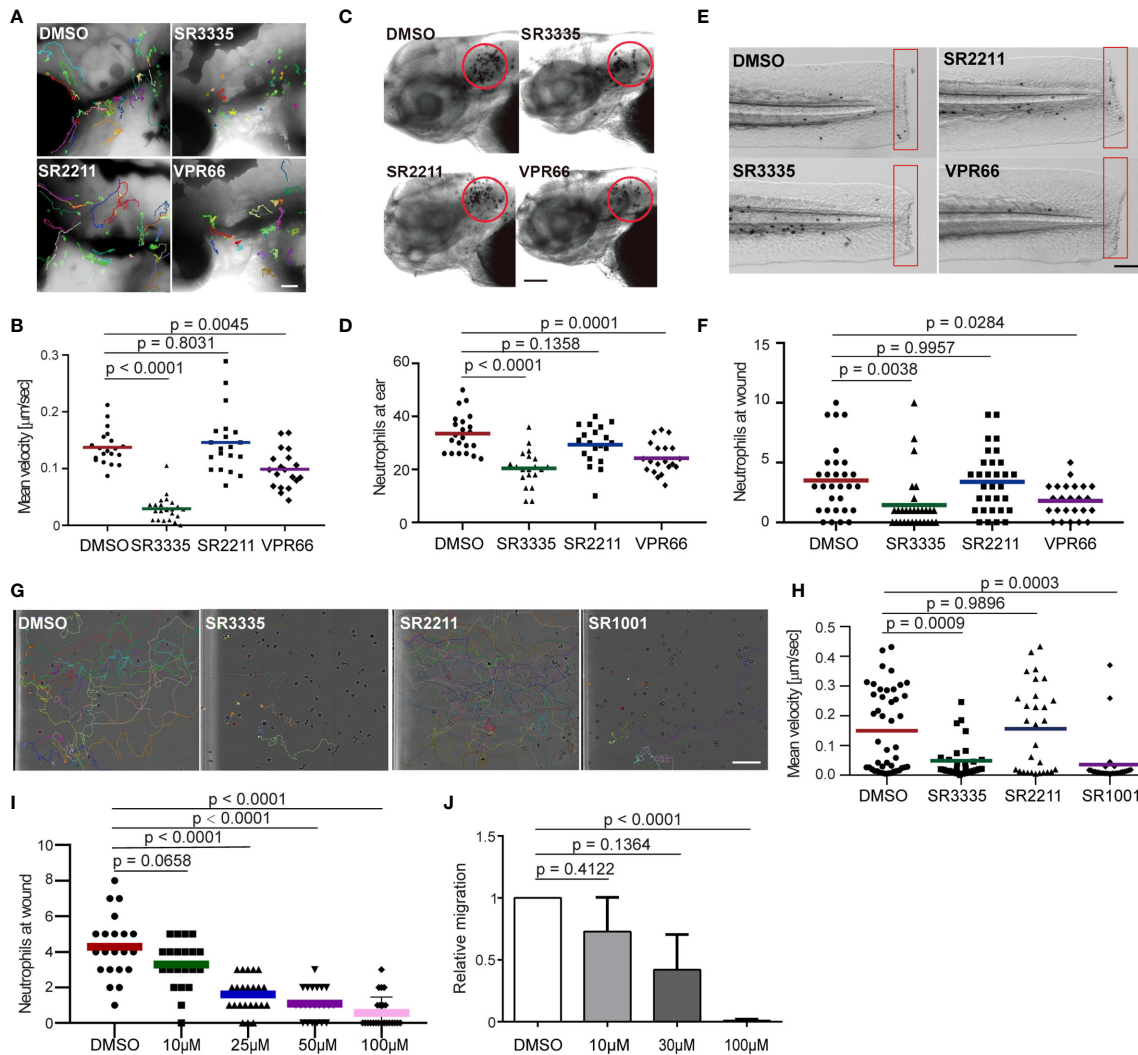 A
DMSO
SR3335
SR2211
VPR66
C
DMSO
SR3335
SR2211
VPR66
E
DMSO
SR2211
SR3335
VPR66
B
p = 0.0045
p = 0.8031
p < 0.0001
Mean velocity [µm/sec]
0.3
0.2
0.1
0.0
DMSO SR3335 SR2211 VPR66
D
p = 0.0001
p = 0.1358
p < 0.0001
Neutrophils at ear
60
40
20
0
DMSO SR3335 SR2211 VPR66
F
p = 0.0284
p = 0.9957
p = 0.0038
Neutrophils at wound
15
10
5
0
DMSO SR3335 SR2211 VPR66
G
DMSO
SR3335
SR2211
SR1001
H
p = 0.0003
p = 0.9896
p = 0.0009
Mean velocity [µm/sec]
0.5
0.4
0.3
0.2
0.1
0.0
DMSO SR3335 SR2211 SR1001
I
p < 0.0001
p < 0.0001
p < 0.0001
p = 0.0658
Neutrophils at wound
10
8
6
4
2
0
DMSO 10µM 25µM 50µM 100µM
J
p < 0.0001
p = 0.1364
p = 0.4122
Relative migration
1.5
1
0.5
0
DMSO 10µM 30µM 100µM